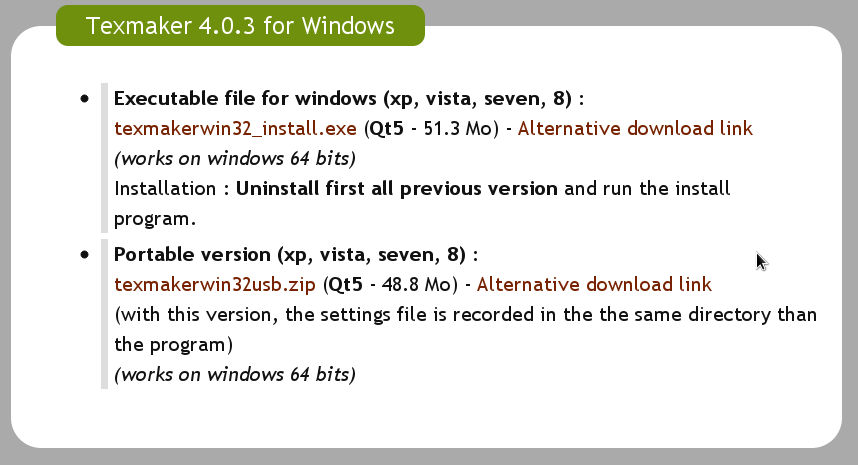 Texmaker 4.0.3 for Windows
Executable file for windows (xp, vista, seven, 8) :
texmakerwin32_install.exe (Qt5 - 51.3 Mo) - Alternative download link
(works on windows 64 bits)
Installation : Uninstall first all previous version and run the install
program.
Portable version (xp, vista, seven, 8) :
texmakerwin32usb.zip (Qt5 - 48.8 Mo) - Alternative download link
(with this version, the settings file is recorded in the the same directory than
the program)
(works on windows 64 bits)